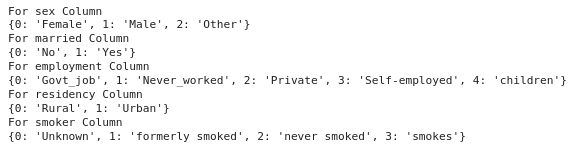 For sex Column
{0: 'Female', 1: 'Male', 2: 'Other'}
For married Column
{0: 'No', 1: 'Yes'}
For employment Column
{0: 'Govt_job', 1: 'Never_worked', 2: 'Private', 3: 'Self-employed', 4: 'children'}
For residency Column
{0: 'Rural', 1: 'Urban'}
For smoker Column
{0: 'Unknown', 1: 'formerly smoked', 2: 'never smoked', 3: 'smokes'}